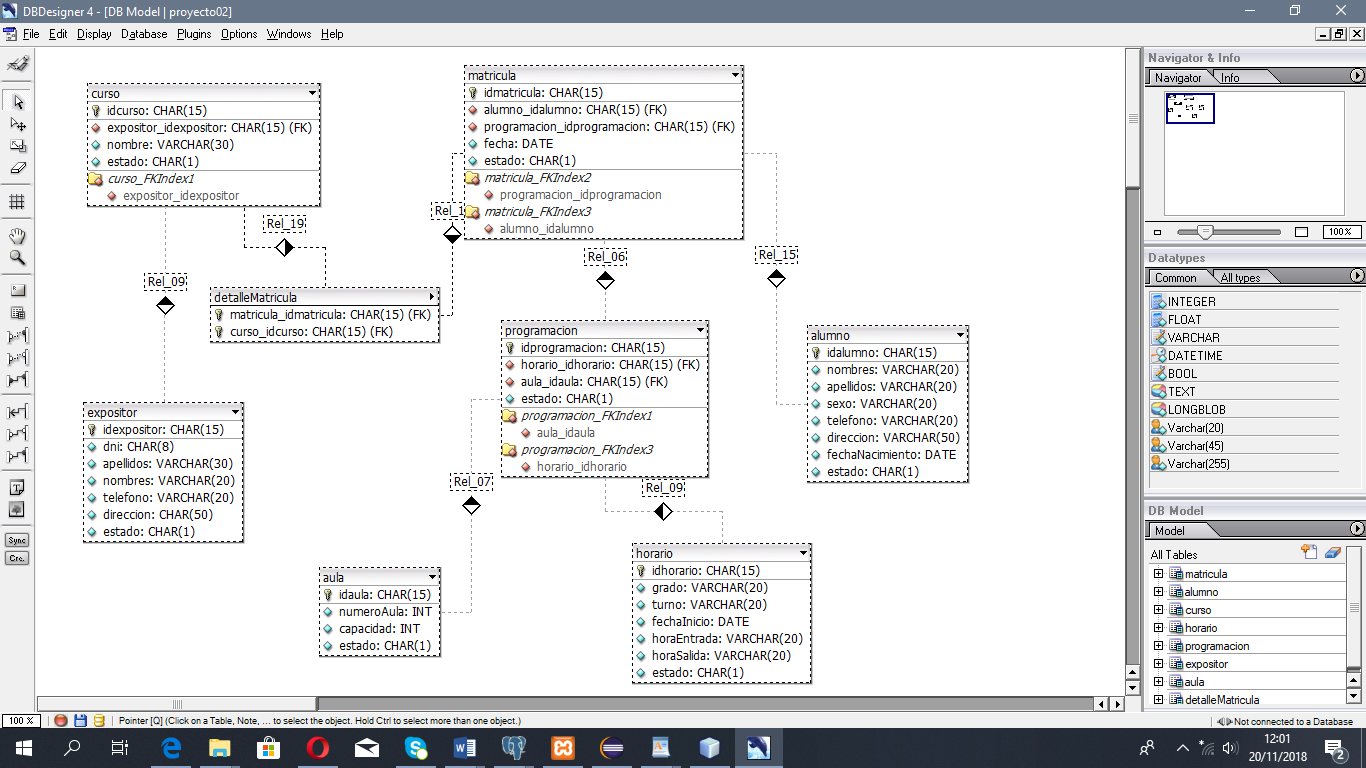 DBDesigner 4 - [DB Model | proyecto02]
File Edit Display Database Plugins Options Windows Help
curso
idcurso: CHAR(15)
expositor_idexpositor: CHAR(15) (FK)
nombre: VARCHAR(30)
estado: CHAR(1)
curso_FKIndex1
expositor_idexpositor
matricula
idmatricula: CHAR(15)
alumno_idalumno: CHAR(15) (FK)
programacion_idprogramacion: CHAR(15) (FK)
fecha: DATE
estado: CHAR(1)
matricula_FKIndex2
programacion_idprogramacion
matricula_FKIndex3
alumno_idalumno
Rel_19
Rel_1
Rel_06
Rel_15
Rel_09
detalleMatricula
matricula_idmatricula: CHAR(15) (FK)
curso_idcurso: CHAR(15) (FK)
programacion
idprogramacion: CHAR(15)
horario_idhorario: CHAR(15) (FK)
aula_idaula: CHAR(15) (FK)
estado: CHAR(1)
programacion_FKIndex1
aula_idaula
programacion_FKIndex3
horario_idhorario
alumno
idalumno: CHAR(15)
nombres: VARCHAR(20)
apellidos: VARCHAR(20)
sexo: VARCHAR(20)
telefono: VARCHAR(20)
direccion: VARCHAR(50)
fechaNacimiento: DATE
estado: CHAR(1)
expositor
idexpositor: CHAR(15)
dni: CHAR(8)
apellidos: VARCHAR(30)
nombres: VARCHAR(20)
telefono: VARCHAR(20)
direccion: CHAR(50)
estado: CHAR(1)
Rel_07
Rel_09
aula
idaula: CHAR(15)
numeroAula: INT
capacidad: INT
estado: CHAR(1)
horario
idhorario: CHAR(15)
grado: VARCHAR(20)
turno: VARCHAR(20)
fechaInicio: DATE
horaEntrada: VARCHAR(20)
horaSalida: VARCHAR(20)
estado: CHAR(1)
Sync
Cre.
Navigator & Info
Navigator Info
100%
Datatypes
Common All types
INTEGER
FLOAT
VARCHAR
DATETIME
BOOL
TEXT
LONGBLOB
Varchar(20)
Varchar(45)
Varchar(255)
DB Model
Model
All Tables
matricula
alumno
curso
horario
programacion
expositor
aula
detalleMatricula
100 %
Pointer [Q] (Click on a Table, Note, ... to select the object. Hold Ctrl to select more than one object.)
Not connected to a Database
12:01
20/11/2018
2